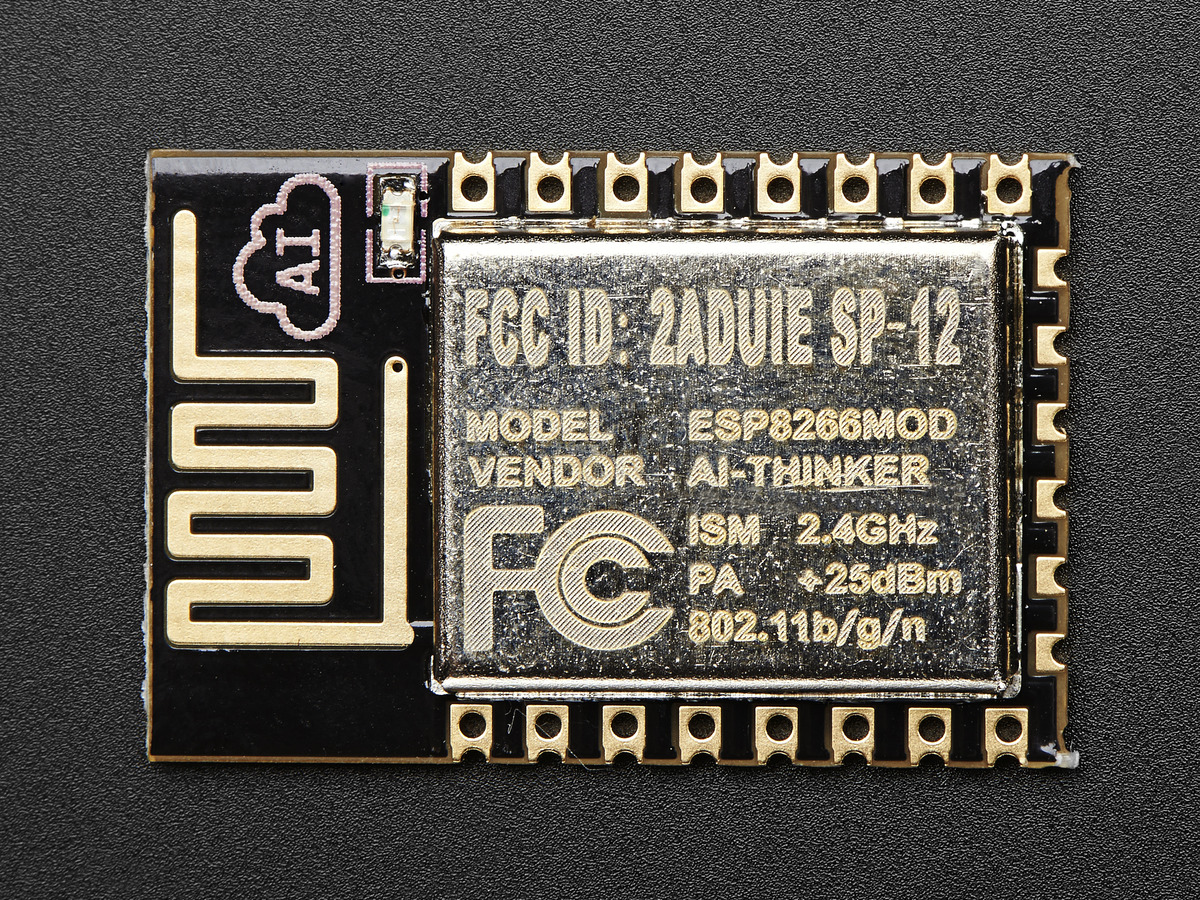 AI
FCC ID: 2ADUIE SP-12
MODEL ESP8266MOD
VENDOR AI-THINKER
FC
ISM 2.4GHz
PA +25dBm
802.11b/g/n